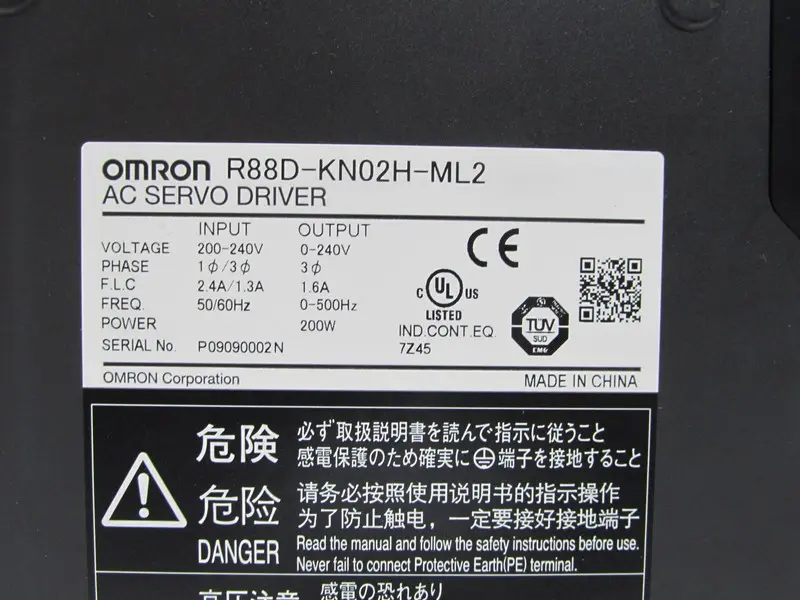 OMRON R88D-KN02H-ML2
AC SERVO DRIVER
INPUT OUTPUT
VOLTAGE 200-240V 0-240V
PHASE 1φ/3φ 3φ
F.L.C 2.4A/1.3A 1.6A
FREQ. 50/60Hz 0-500Hz
POWER 200W
SERIAL No. P09090002N
CE
C UL US
LISTED
IND.CONT.EQ.
7Z45
TÜV
SUD
OMRON Corporation MADE IN CHINA
危険 必ず取扱説明書を読んで指示に従うこと
感電保護のため確実に端子を接地すること
危险 请务必按照使用说明书的指示操作
为了防止触电，一定要接好接地端子
DANGER Read the manual and follow the safety instructions before use.
Never fail to connect Protective Earth(PE) terminal.
高圧注意 感電の恐れあり